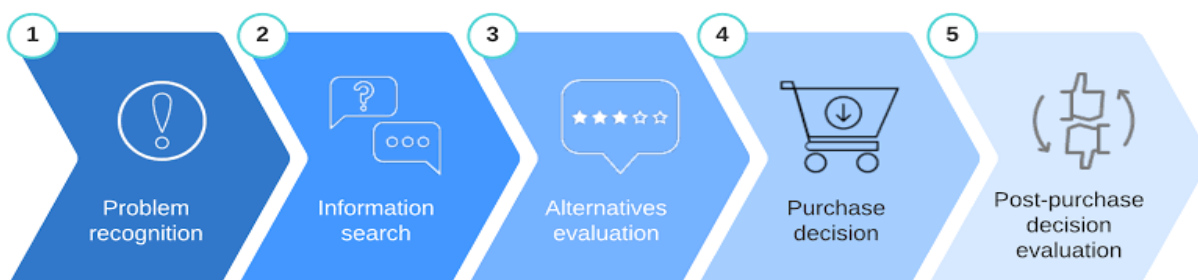 1
Problem
recognition
2
?
Information
search
3
Alternatives
evaluation
4
Purchase
decision
5
Post-purchase
decision
evaluation